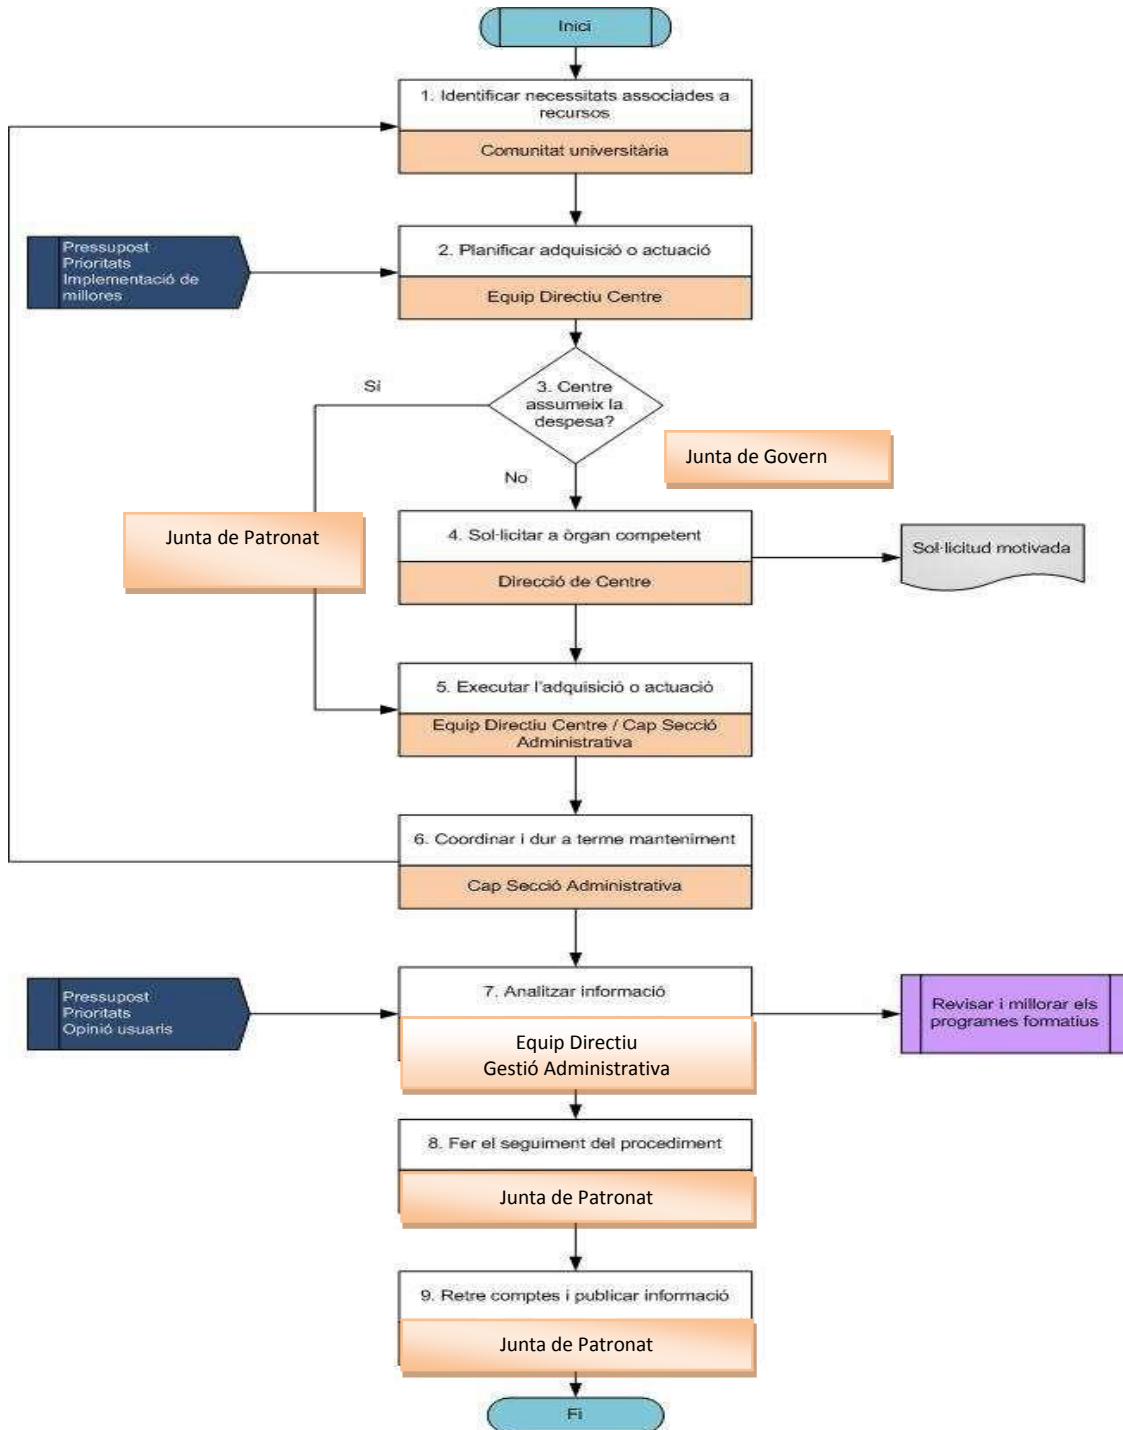 Inici
1. Identificar necessitats associades a
recursos
Comunitat universitària
Pressupost
Prioritats
Implementació de
millores
2. Planificar adquisició o actuació
Equip Directiu Centre
Sí
3. Centre
assumeix la
despesa?
Junta de Govern
No
Junta de Patronat
4. Sol·licitar a òrgan competent
Direcció de Centre
Sol·licitud motivada
5. Executar l'adquisició o actuació
Equip Directiu Centre / Cap Secció
Administrativa
6. Coordinar i dur a terme manteniment
Cap Secció Administrativa
Pressupost
Prioritats
Opinió usuaris
7. Analitzar informació
Equip Directiu
Gestió Administrativa
Revisar i millorar els
programes formatius
8. Fer el seguiment del procediment
Junta de Patronat
9. Retre comptes i publicar informació
Junta de Patronat
Fi